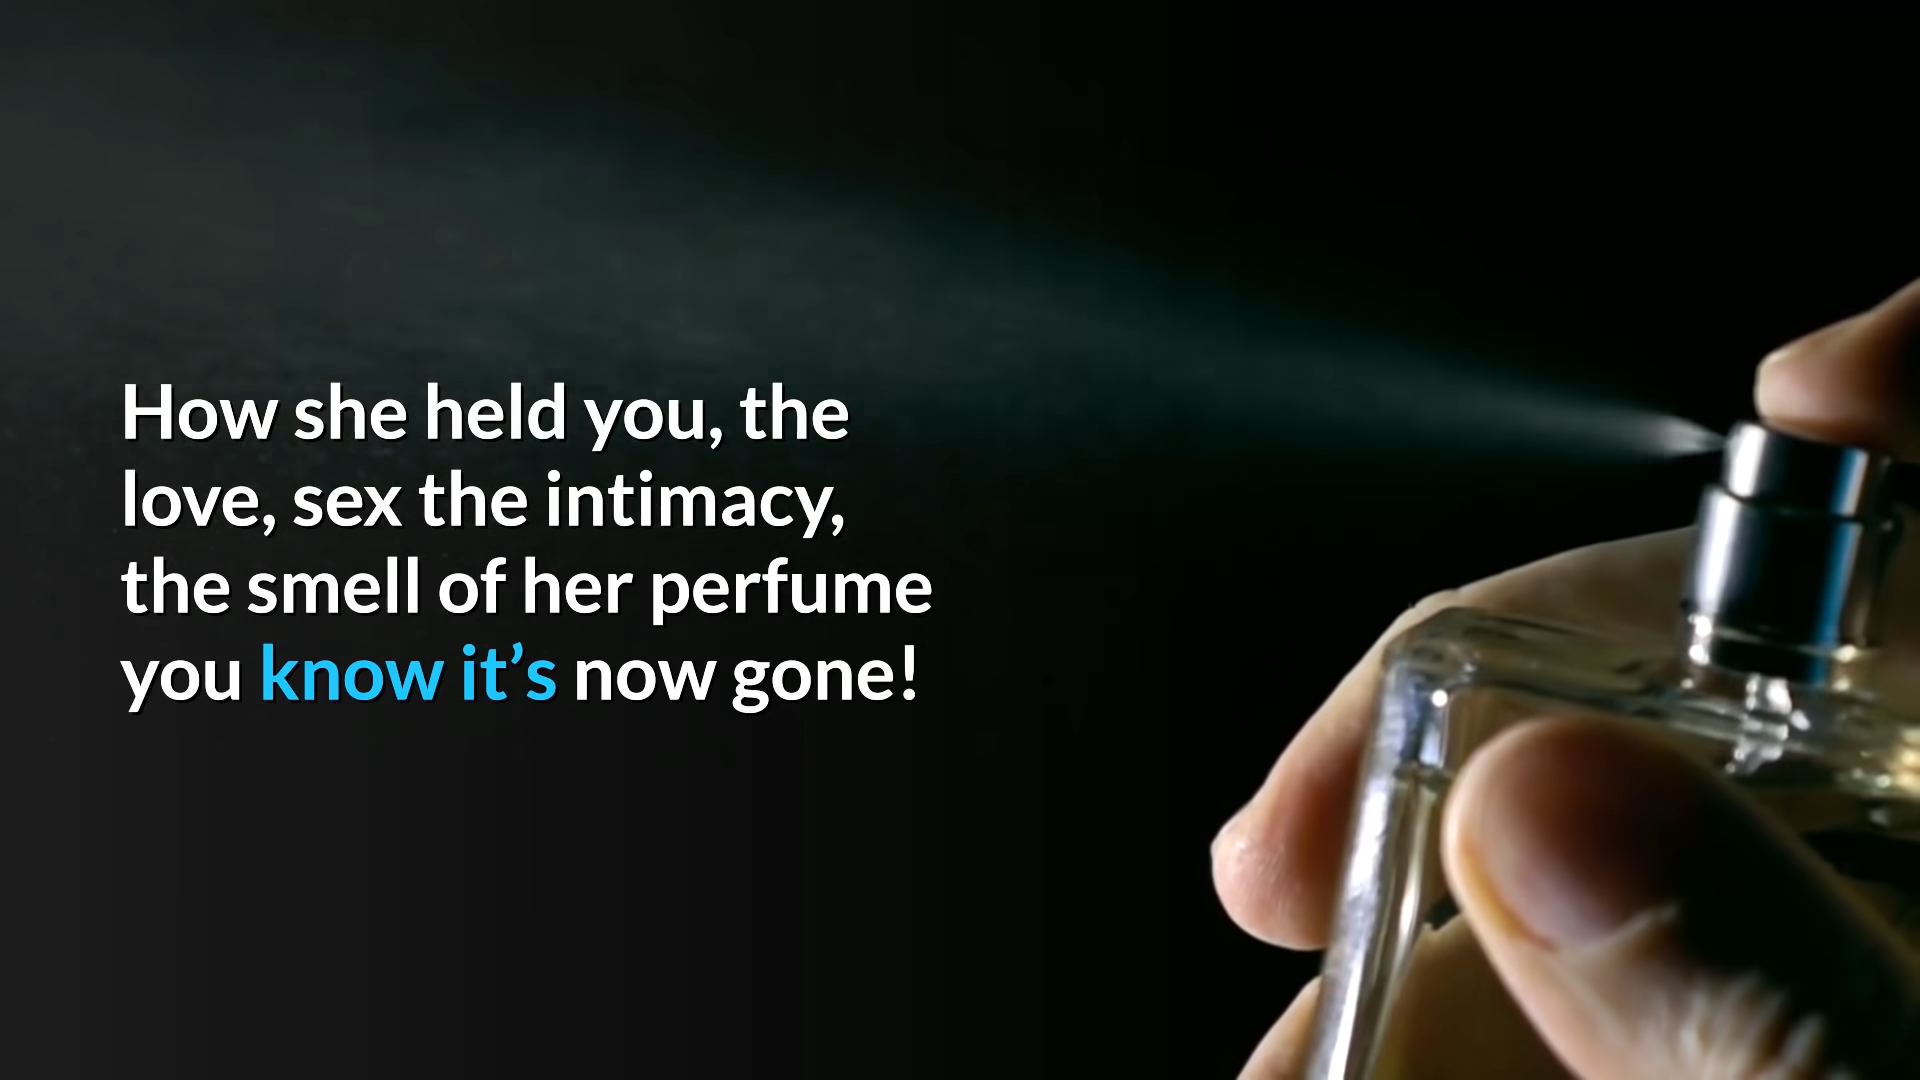 How she held you, the
love, sex the intimacy,
the smell of her perfume
you know it’s now gone!